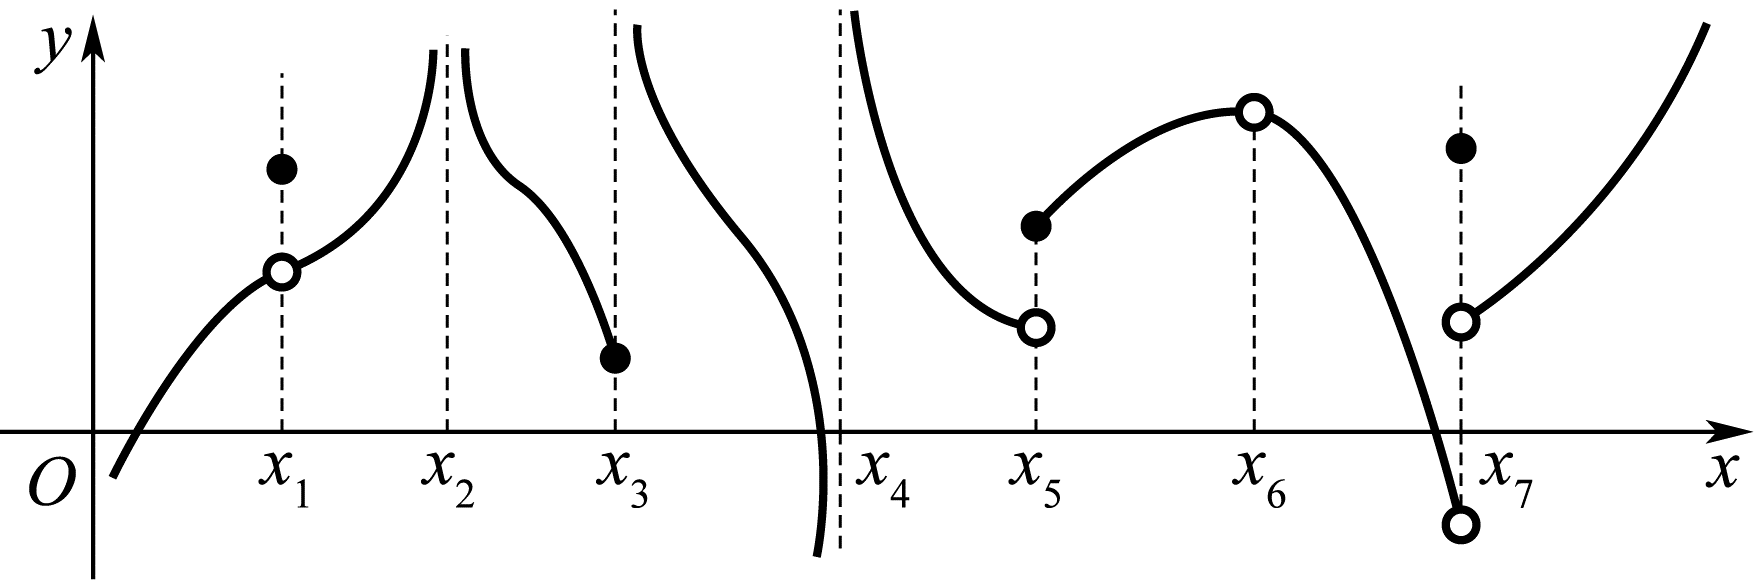 y
O x₁ x₂ x₃ x₄ x₅ x₆ x₇ x